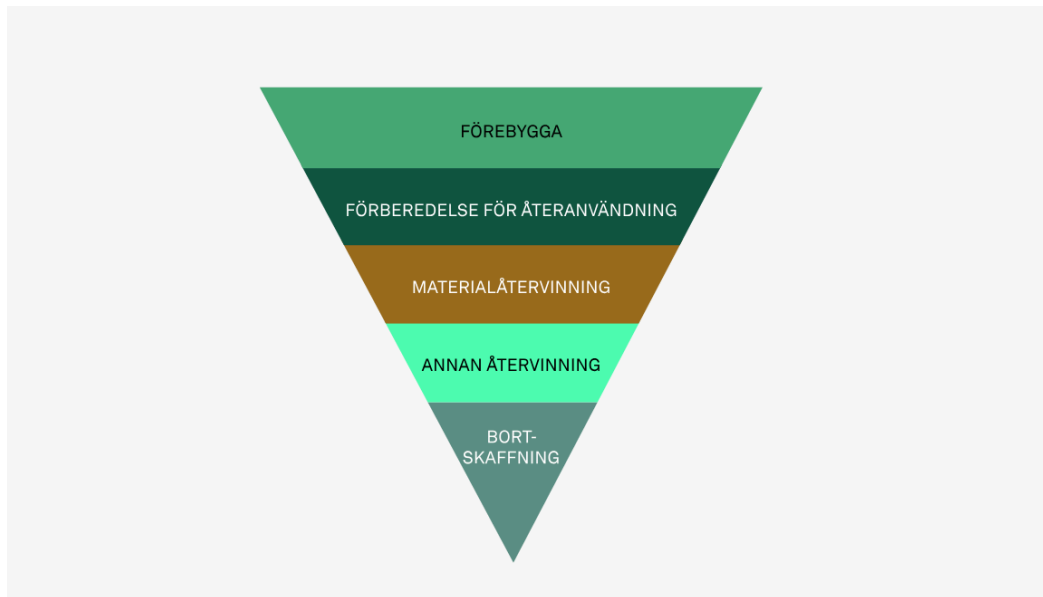 FÖREBYGGA
FÖRBEREDELSE FÖR ÅTERANVÄNDNING
MATERIALÅTERVINNING
ANNAN ÅTERVINNING
BORT-
SKAFFNING